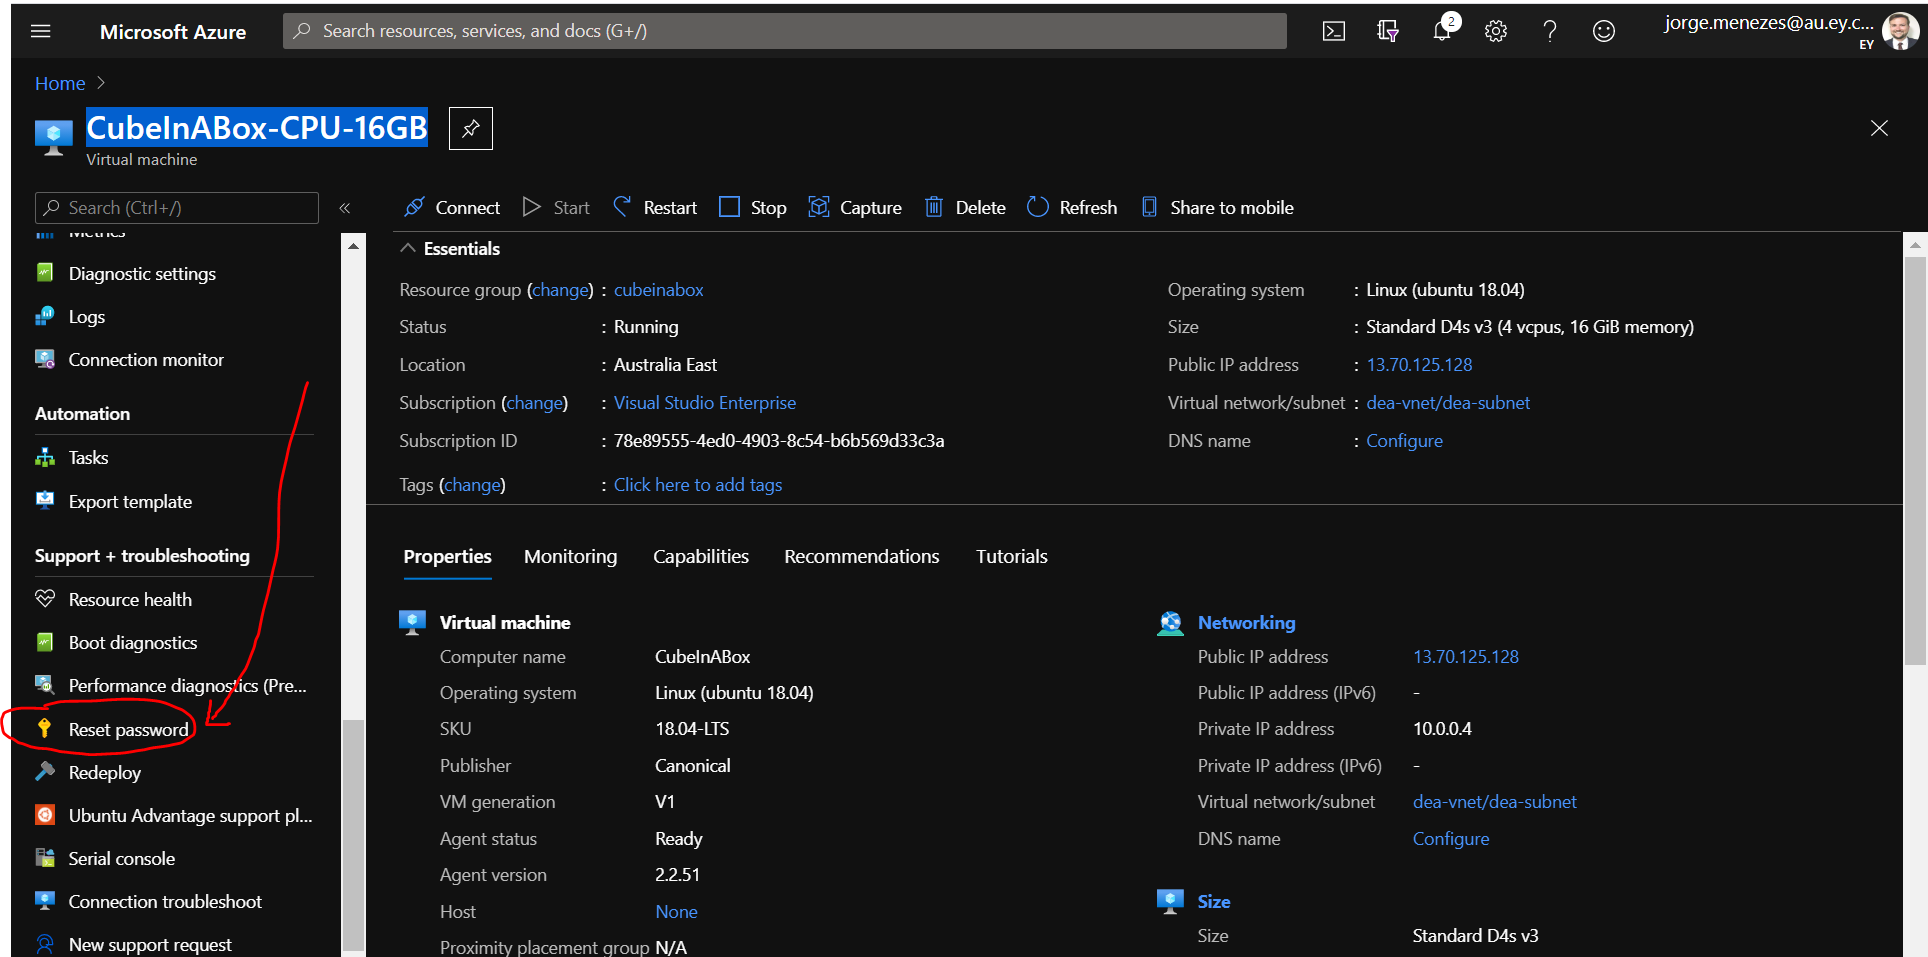 Microsoft Azure
Search resources, services, and docs (G+/)
2
jorge.menezes@au.ey.c...
EY
Home >
CubeInABox-CPU-16GB
Virtual machine
Search (Ctrl+/)
«
Metrics
Diagnostic settings
Logs
Connection monitor
Automation
Tasks
Export template
Support + troubleshooting
Resource health
Boot diagnostics
Performance diagnostics (Pre...
Reset password
Redeploy
Ubuntu Advantage support pl...
Serial console
Connection troubleshoot
New support request
Connect Start Restart Stop Capture Delete Refresh Share to mobile
Essentials
Resource group (change) : cubeinabox
Status : Running
Location : Australia East
Subscription (change) : Visual Studio Enterprise
Subscription ID : 78e89555-4ed0-4903-8c54-b6b569d33c3a
Tags (change) : Click here to add tags
Operating system : Linux (ubuntu 18.04)
Size : Standard D4s v3 (4 vcpus, 16 GiB memory)
Public IP address : 13.70.125.128
Virtual network/subnet : dea-vnet/dea-subnet
DNS name : Configure
Properties Monitoring Capabilities Recommendations Tutorials
Virtual machine
Computer name CubeInABox
Operating system Linux (ubuntu 18.04)
SKU 18.04-LTS
Publisher Canonical
VM generation V1
Agent status Ready
Agent version 2.2.51
Host None
Proximity placement group N/A
Networking
Public IP address 13.70.125.128
Public IP address (IPv6) -
Private IP address 10.0.0.4
Private IP address (IPv6) -
Virtual network/subnet dea-vnet/dea-subnet
DNS name Configure
Size
Size Standard D4s v3